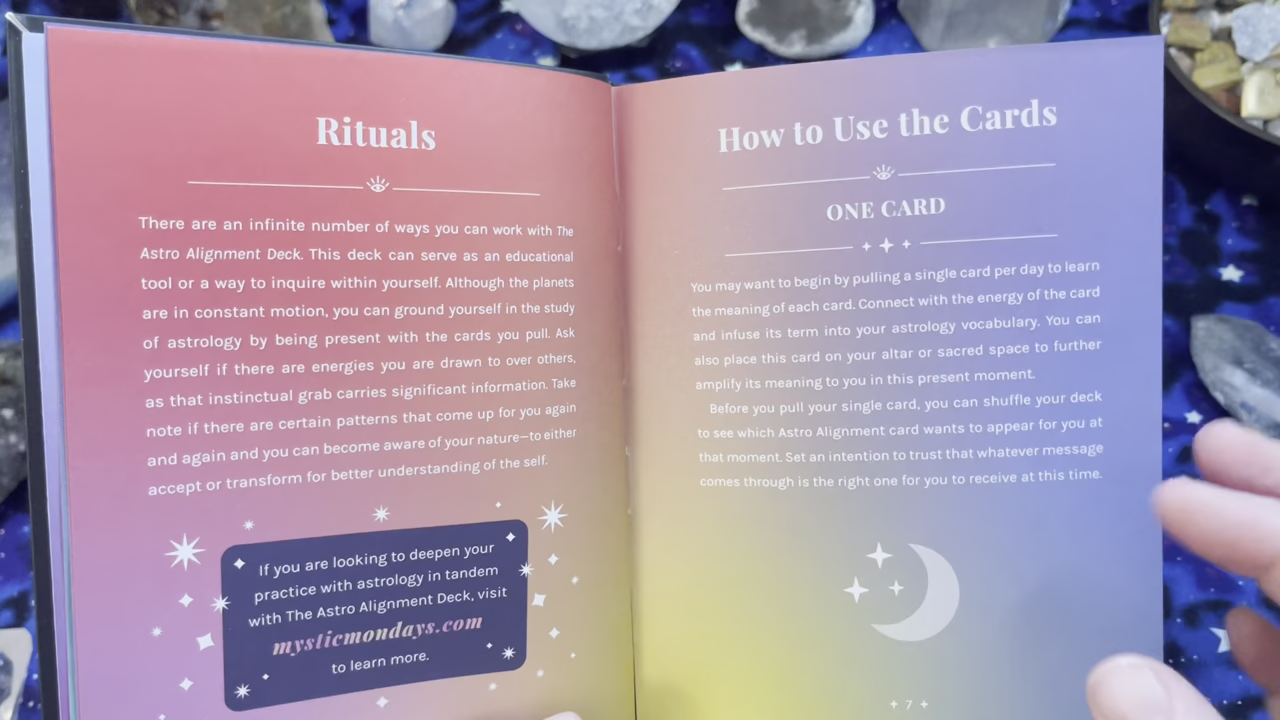 Rituals
There are an infinite number of ways you can work with The
Astro Alignment Deck. This deck can serve as an educational
tool or a way to inquire within yourself. Although the planets
are in constant motion, you can ground yourself in the study
of astrology by being present with the cards you pull. Ask
yourself if there are energies you are drawn to over others,
as that instinctual grab carries significant information. Take
note if there are certain patterns that come up for you again
and again and you can become aware of your nature—to either
accept or transform for better understanding of the self.
If you are looking to deepen your
practice with astrology in tandem
with The Astro Alignment Deck, visit
mysticmondays.com
to learn more.
How to Use the Cards
ONE CARD
You may want to begin by pulling a single card per day to learn
the meaning of each card. Connect with the energy of the card
and infuse its term into your astrology vocabulary. You can
also place this card on your altar or sacred space to further
amplify its meaning to you in this present moment.
Before you pull your single card, you can shuffle your deck
to see which Astro Alignment card wants to appear for you at
that moment. Set an intention to trust that whatever message
comes through is the right one for you to receive at this time.
7